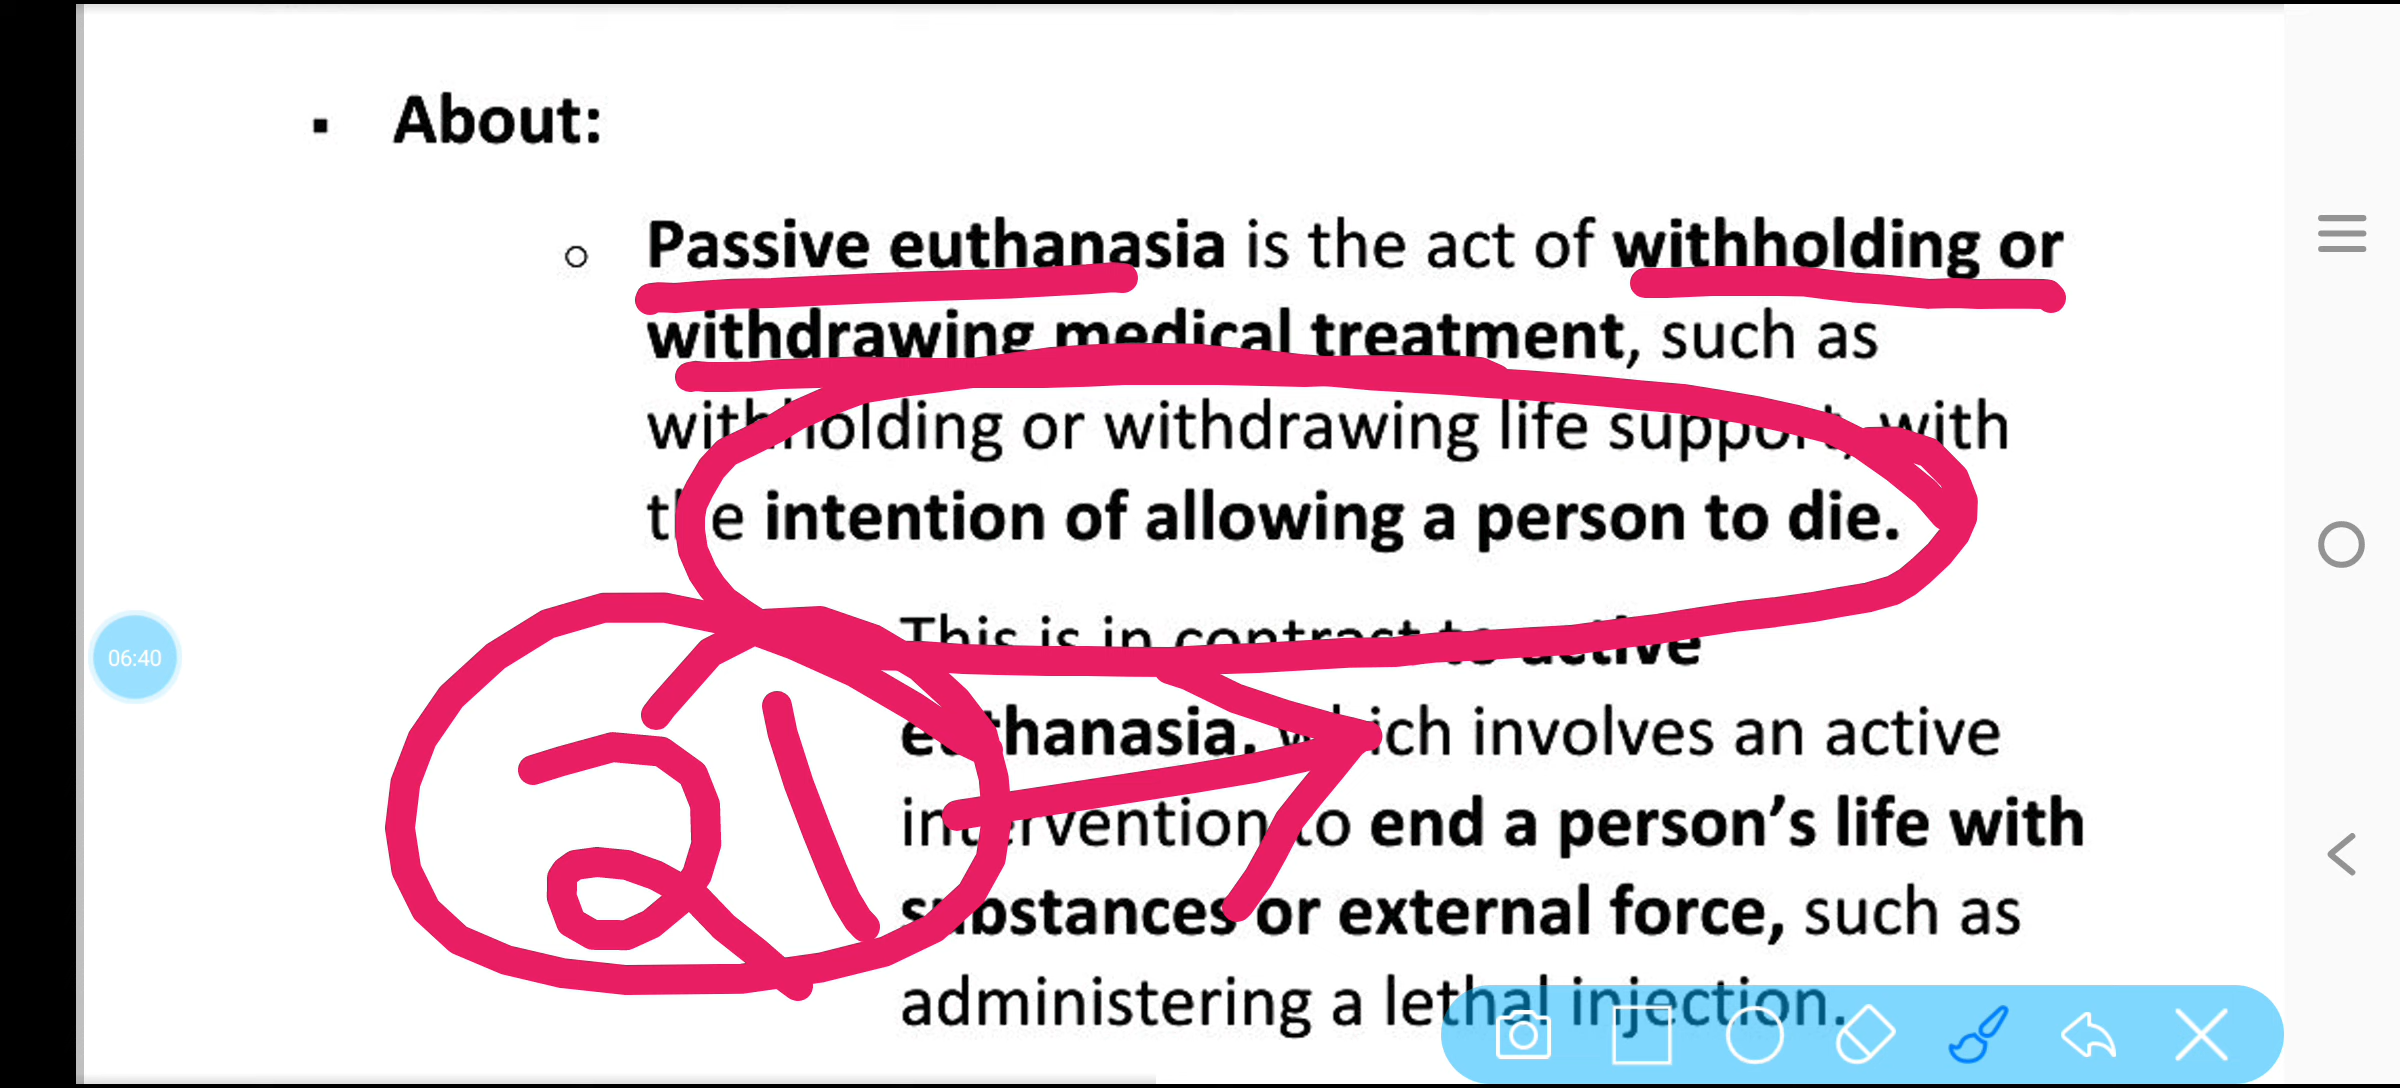 ▪ About:
○ Passive euthanasia is the act of withholding or
withdrawing medical treatment, such as
withholding or withdrawing life support, with
the intention of allowing a person to die.
This is in contrast to active
euthanasia, which involves an active
intervention to end a person's life with
substances or external force, such as
administering a lethal injection.
06:40
21